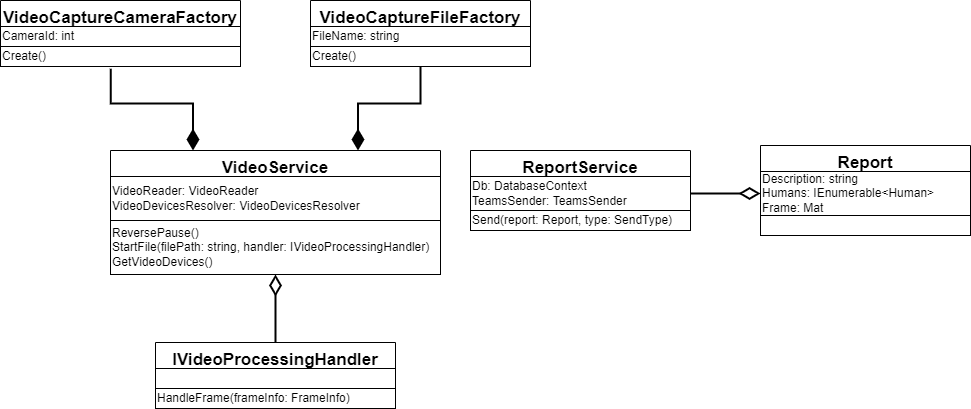 VideoCaptureCameraFactory
CameraId: int
Create()
VideoCaptureFileFactory
FileName: string
Create()
VideoService
VideoReader: VideoReader
VideoDevicesResolver: VideoDevicesResolver
ReversePause()
StartFile(filePath: string, handler: IVideoProcessingHandler)
GetVideoDevices()
ReportService
Db: DatabaseContext
TeamsSender: TeamsSender
Send(report: Report, type: SendType)
Report
Description: string
Humans: IEnumerable<Human>
Frame: Mat
IVideoProcessingHandler
HandleFrame(frameInfo: FrameInfo)